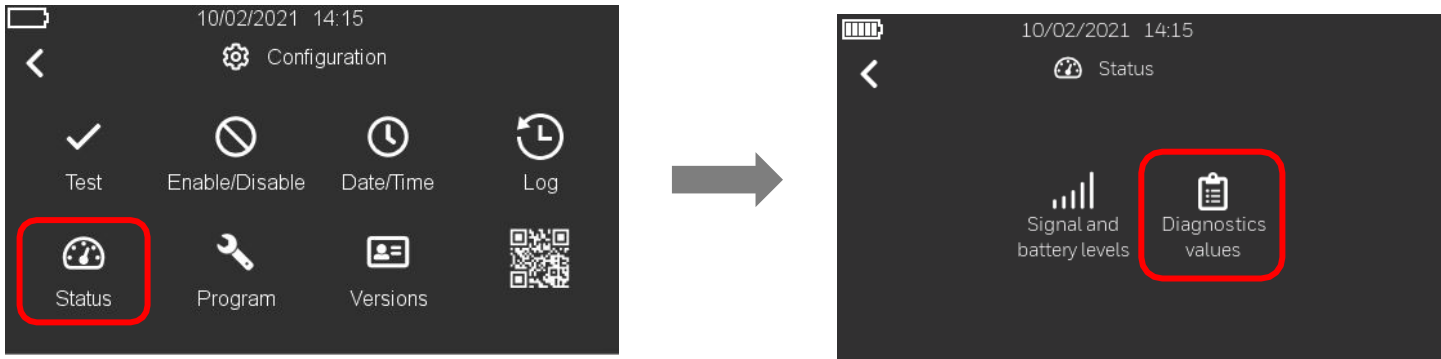 10/02/2021 14:15
Configuration
Test Enable/Disable Date/Time Log
Status Program Versions
10/02/2021 14:15
Status
Signal and
battery levels
Diagnostics
values